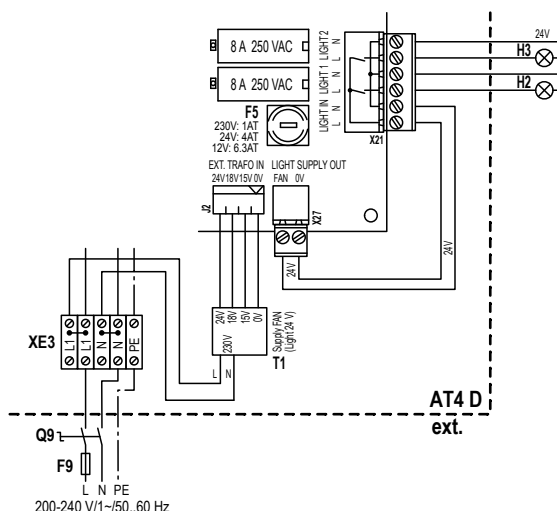 8 A 250 VAC
8 A 250 VAC
F5
230V: 1AT
24V: 4AT
12V: 6.3AT
LIGHT 2
N
L
LIGHT 1
N
L
LIGHT IN
N
L
X21
24V
H3
H2
EXT. TRAFO IN
LIGHT SUPPLY OUT
24V 18V 15V 0V
FAN 0V
J2
X27
24V
24V
XE3
L1
L1
N
N
PE
24V
18V
15V
0V
230V
Supply FAN
(Light 24 V)
T1
L N
AT4 D
ext.
Q9
F9
L N PE
200-240 V/1~/50..60 Hz